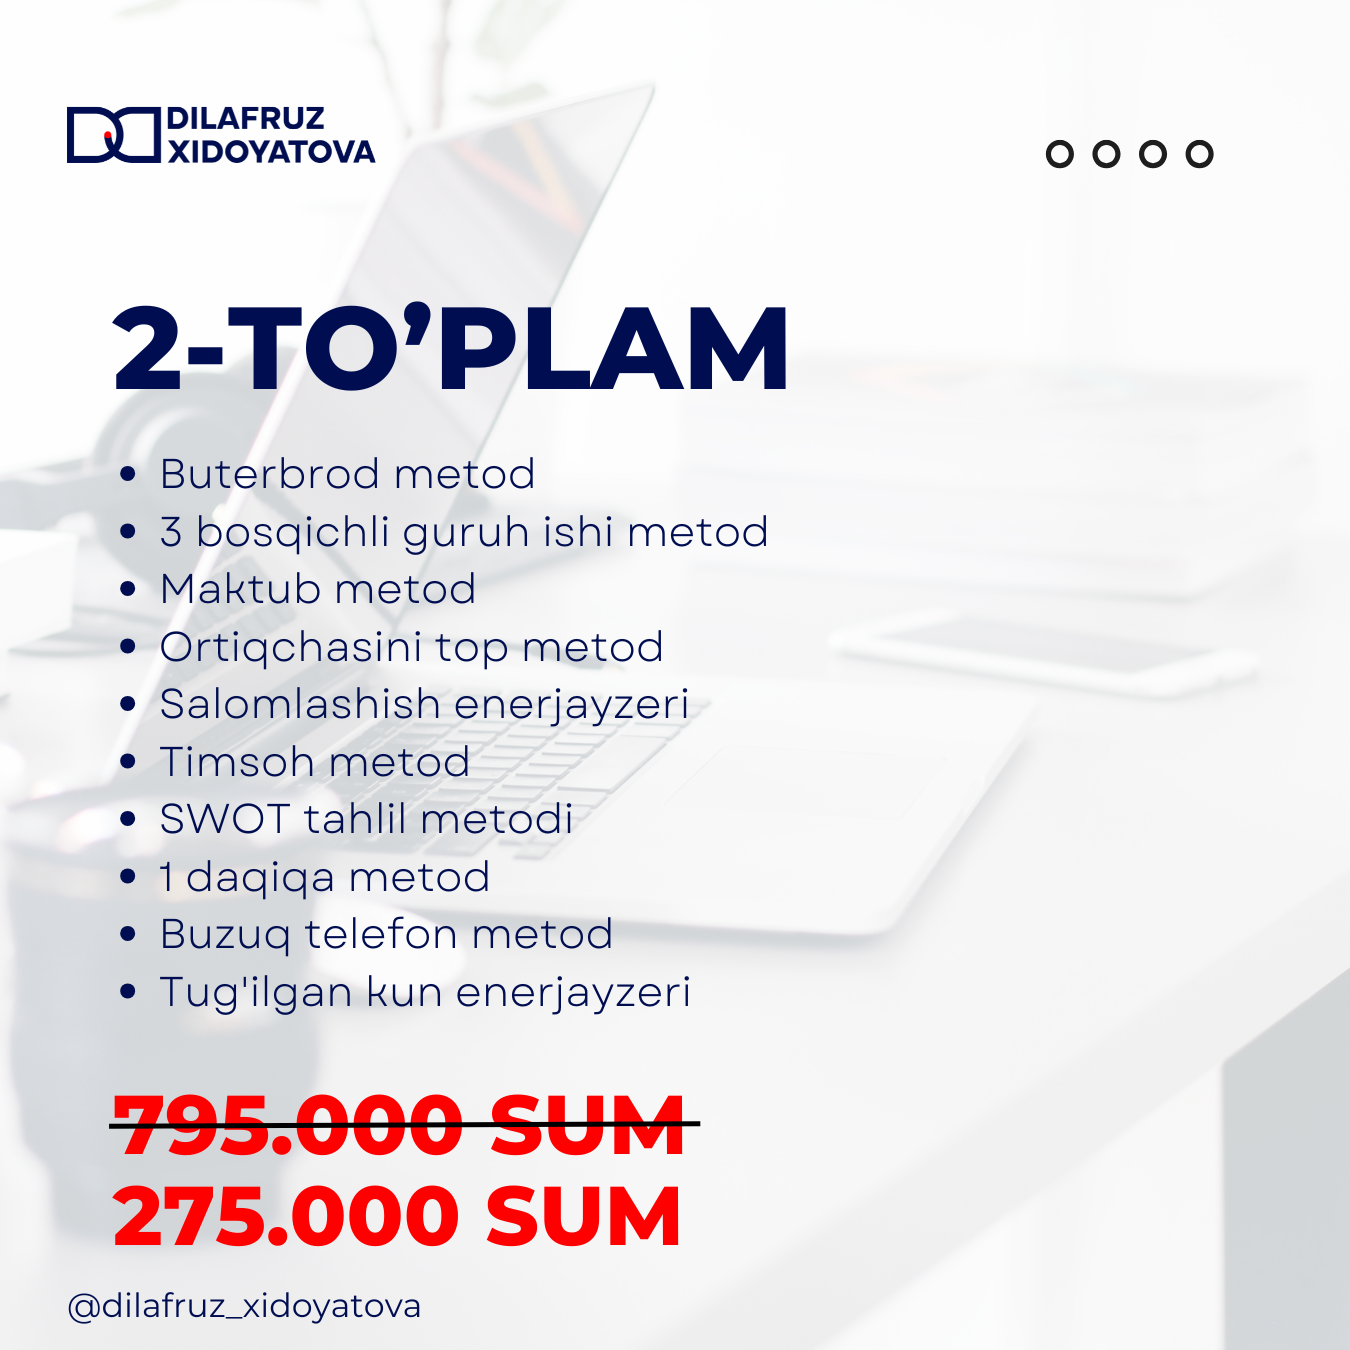 DILAFRUZ
XIDOYATOVA
2-TO’PLAM
• Buterbrod metod
• 3 bosqichli guruh ishi metod
• Maktub metod
• Ortiqchasini top metod
• Salomlashish enerjayzeri
• Timsoh metod
• SWOT tahlil metodi
• 1 daqiqa metod
• Buzuq telefon metod
• Tug'ilgan kun enerjayzeri
795.000 SUM
275.000 SUM
@dilafruz_xidoyatova